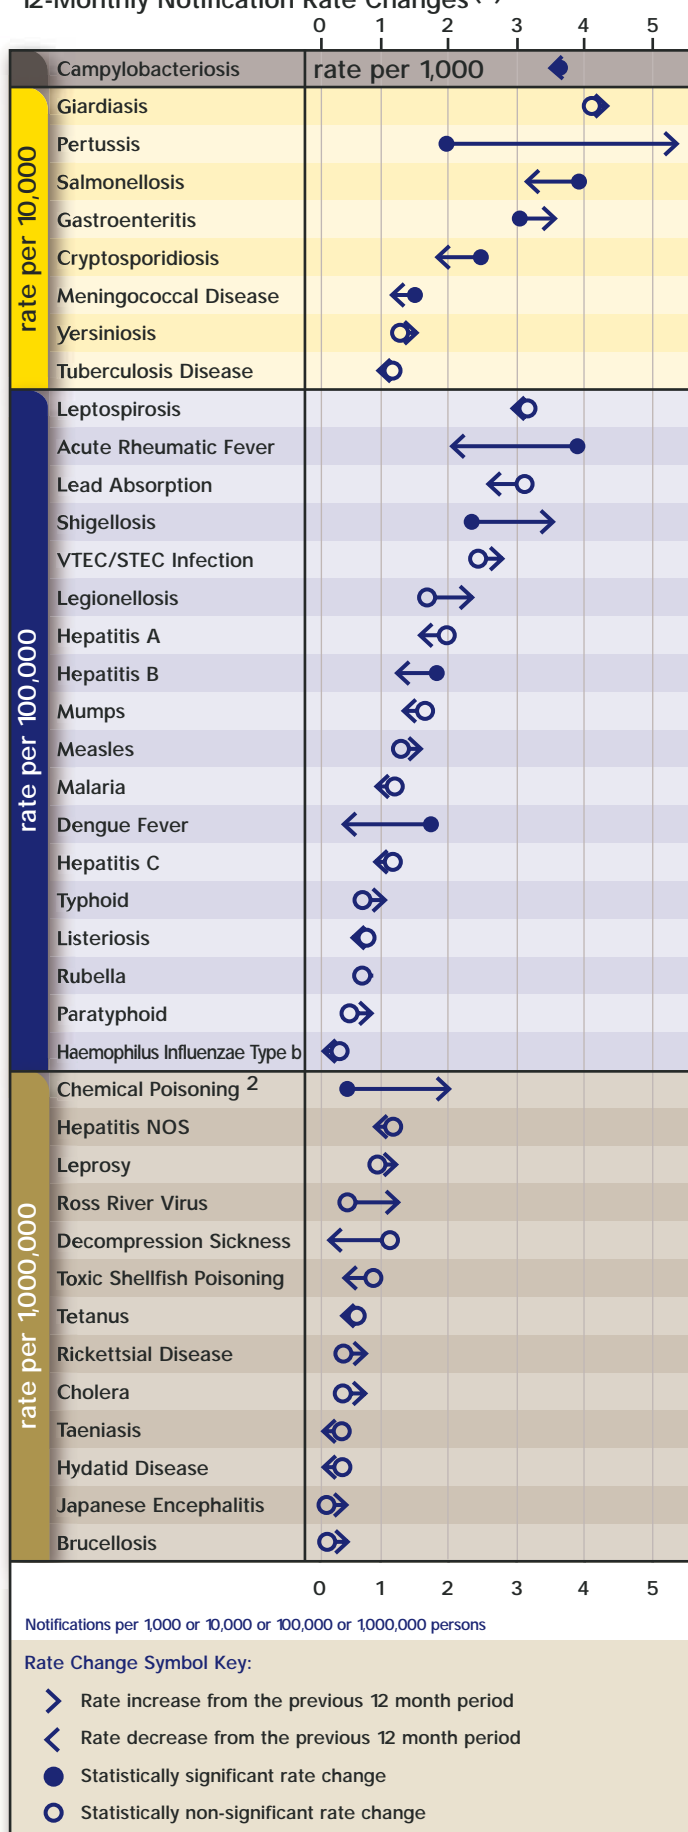 12-Monthly Notification Rate Changes
0 1 2 3 4 5
Campylobacteriosis rate per 1,000
rate per 10,000
Giardiasis
Pertussis
Salmonellosis
Gastroenteritis
Cryptosporidiosis
Meningococcal Disease
Yersiniosis
Tuberculosis Disease
rate per 100,000
Leptospirosis
Acute Rheumatic Fever
Lead Absorption
Shigellosis
VTEC/STEC Infection
Legionellosis
Hepatitis A
Hepatitis B
Mumps
Measles
Malaria
Dengue Fever
Hepatitis C
Typhoid
Listeriosis
Rubella
Paratyphoid
Haemophilus Influenzae Type b
rate per 1,000,000
Chemical Poisoning 2
Hepatitis NOS
Leprosy
Ross River Virus
Decompression Sickness
Toxic Shellfish Poisoning
Tetanus
Rickettsial Disease
Cholera
Taeniasis
Hydatid Disease
Japanese Encephalitis
Brucellosis
0 1 2 3 4 5
Notifications per 1,000 or 10,000 or 100,000 or 1,000,000 persons
Rate Change Symbol Key:
Rate increase from the previous 12 month period
Rate decrease from the previous 12 month period
Statistically significant rate change
Statistically non-significant rate change